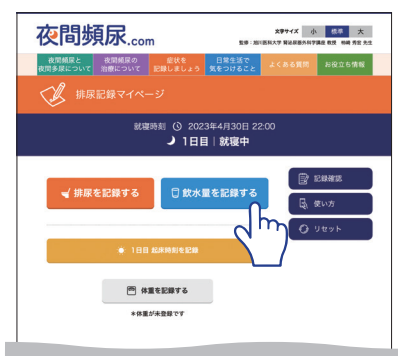 夜間頻尿.com
文字サイズ 小 標準 大
監修:旭川医科大学 腎泌尿器外科学講座 教授 柿崎 秀宏 先生
夜間頻尿と
夜間多尿について
夜間頻尿の
治療について
症状を
記録しましょう
日常生活で
気をつけること
よくある質問
お役立ち情報
排尿記録マイページ
就寝時刻 2023年4月30日 22:00
1日目｜就寝中
排尿を記録する
飲水量を記録する
記録確認
使い方
リセット
1日目 起床時刻を記録
体重を記録する
*体重が未登録です